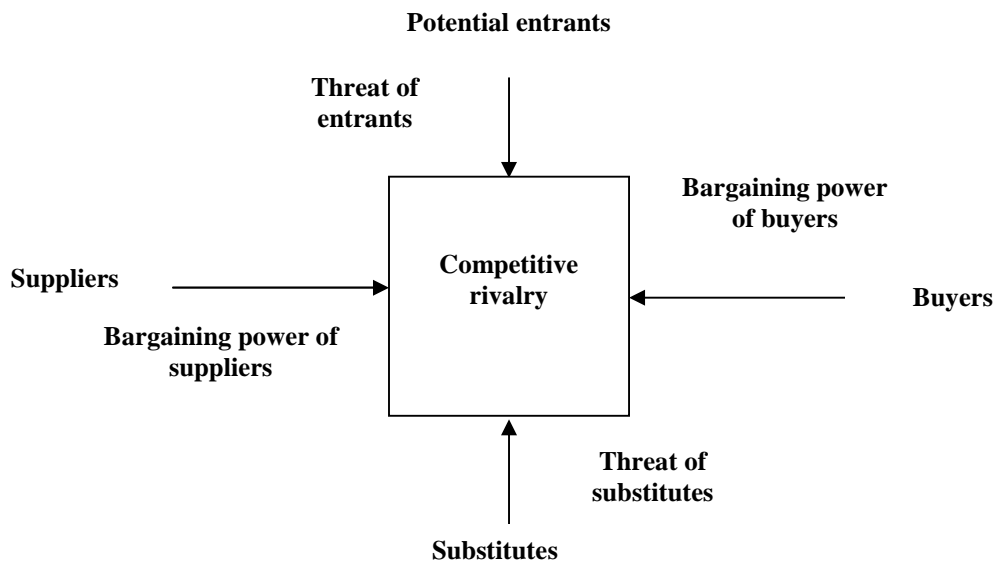 Potential entrants
Threat of
entrants
Bargaining power
of buyers
Competitive
rivalry
Suppliers
Buyers
Bargaining power of
suppliers
Threat of
substitutes
Substitutes